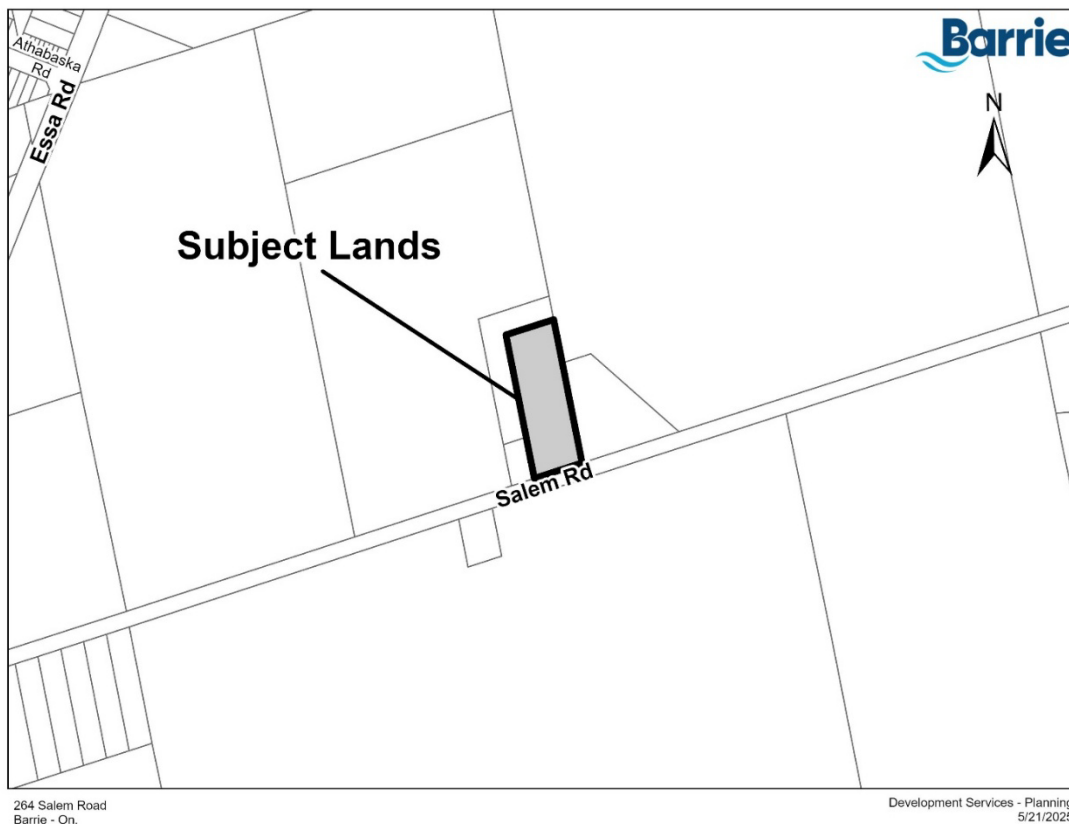 Barrie
Athabaska
Rd
Essa Rd
N
Subject Lands
Salem Rd
264 Salem Road
Barrie - On.
Development Services - Planning
5/21/2025